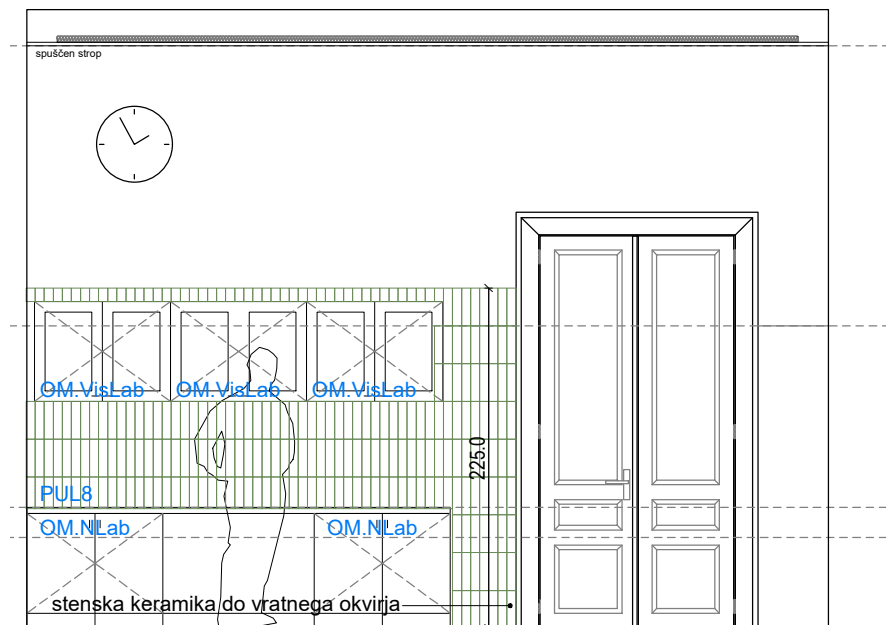 spuščen strop
OM.VisLab OM.VisLab OM.VisLab
225.0
PUL8
OM.NLab OM.NLab
stenska keramika do vratnega okvirja